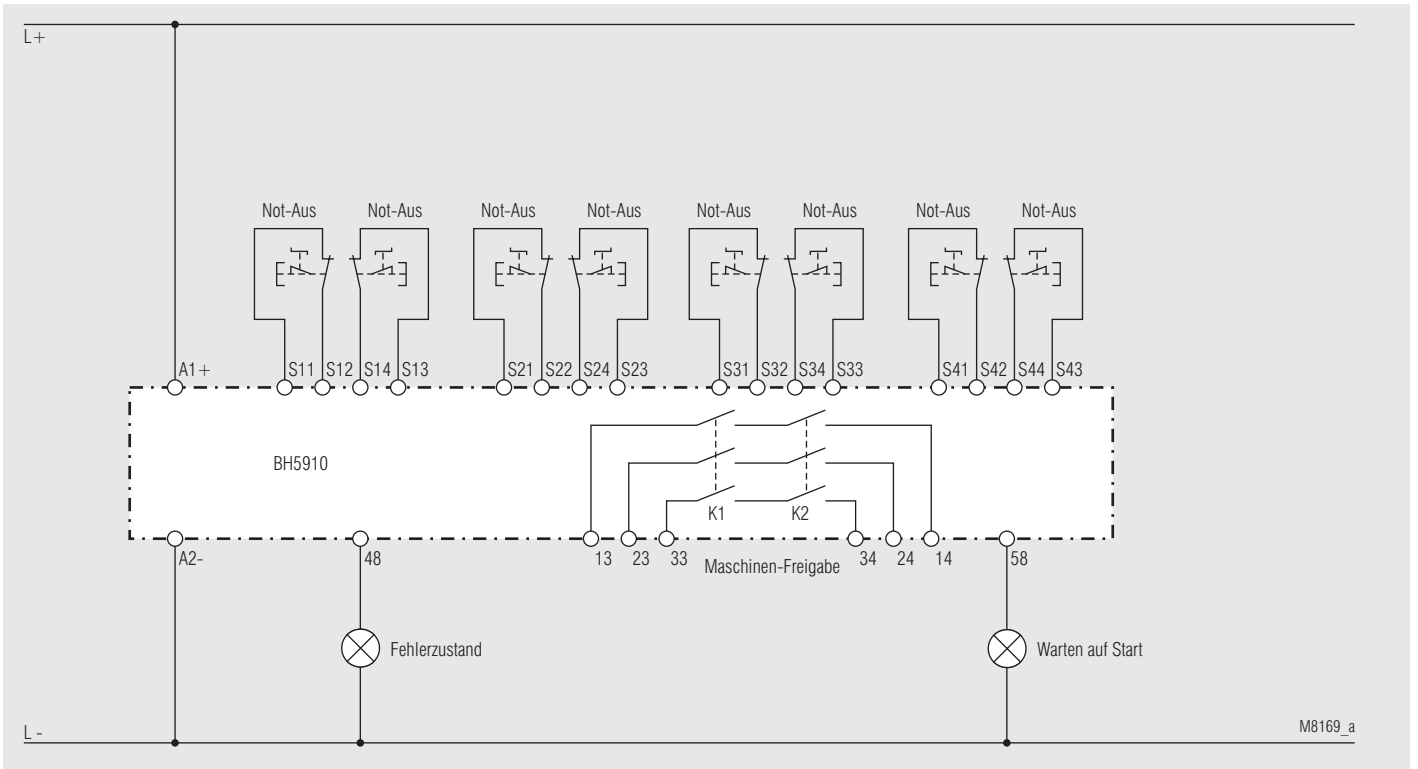 L+
Not-Aus Not-Aus Not-Aus Not-Aus Not-Aus Not-Aus Not-Aus Not-Aus
A1+ S11 S12 S14 S13 S21 S22 S24 S23 S31 S32 S34 S33 S41 S42 S44 S43
BH5910
K1 K2
A2- 48 13 23 33 Maschinen-Freigabe 34 24 14 58
Fehlerzustand Warten auf Start
L -
M8169_a